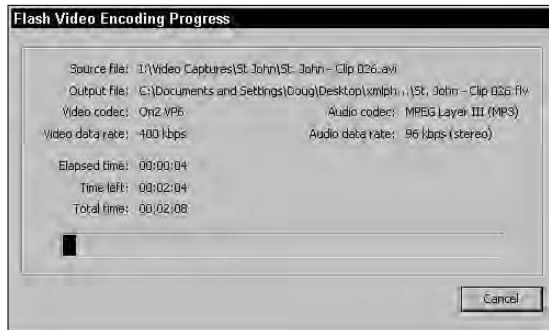 Flash Video Encoding Progress
Source file: I:\Video Captures\St John\St. John - Clip 026.avi
Output file: C:\Documents and Settings\Doug\Desktop\xmlph...\St. John - Clip 026.flv
Video codec: On2 VP6 Audio codec: MPEG Layer III (MP3)
Video data rate: 400 kbps Audio data rate: 96 kbps (stereo)
Elapsed time: 00:00:04
Time left: 00:02:04
Total time: 00:02:08
Cancel